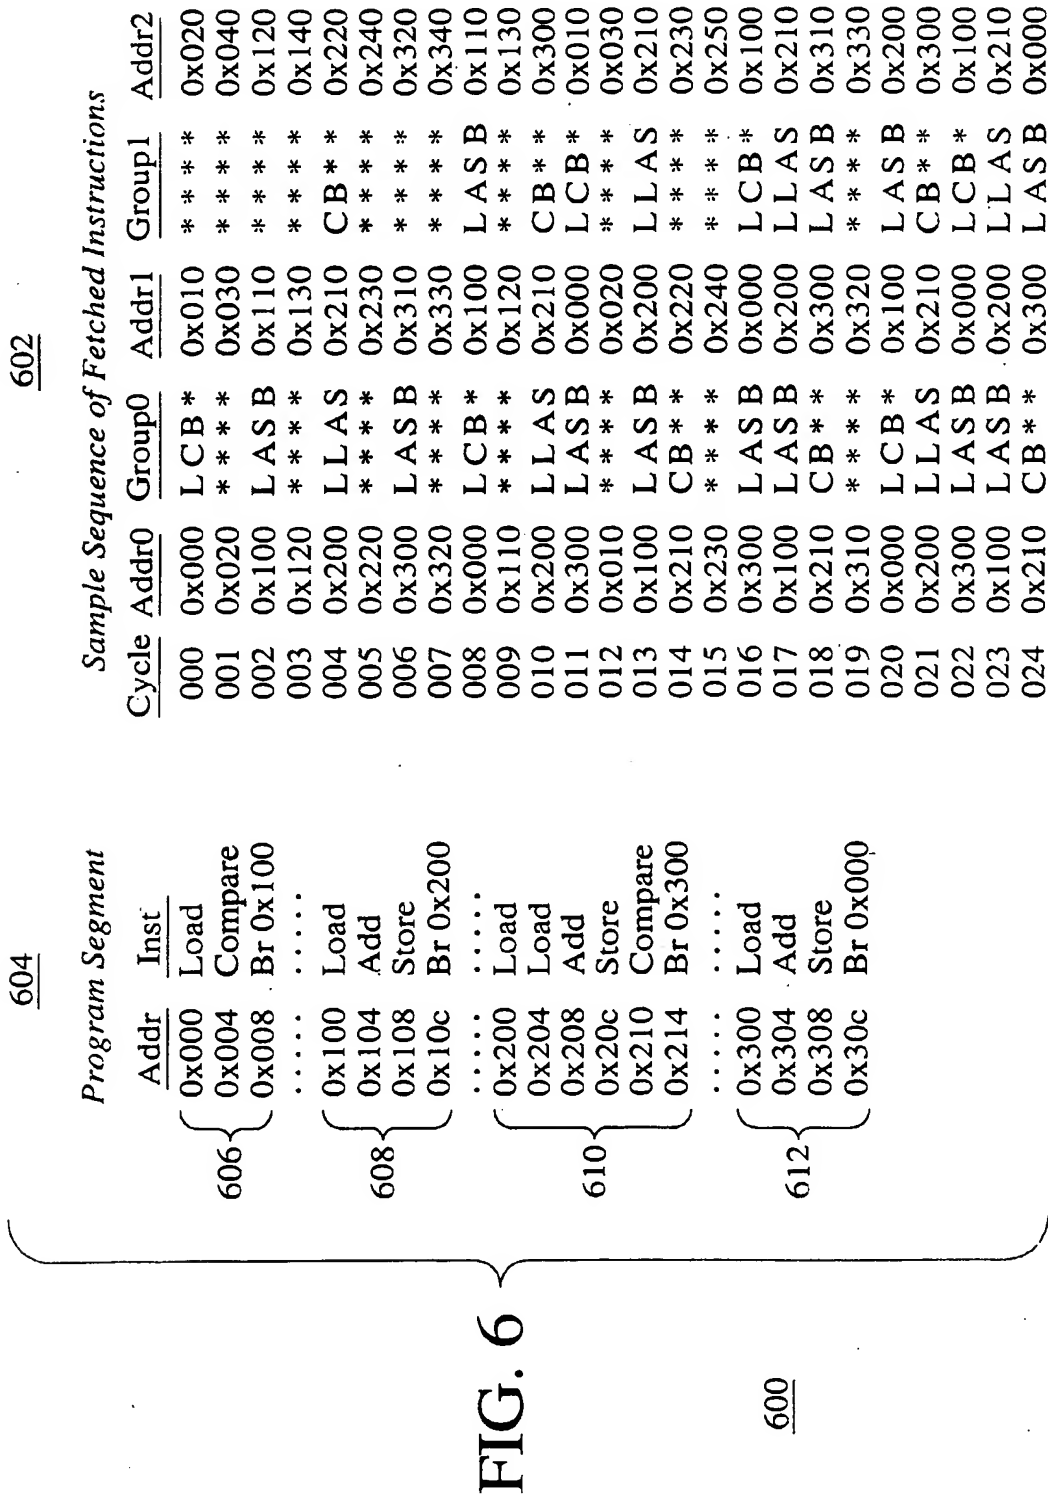 604
Program Segment
Addr Inst
0x000 Load
0x004 Compare
0x008 Br 0x100
..... .....
0x100 Load
0x104 Add
0x108 Store
0x10c Br 0x200
..... .....
0x200 Load
0x204 Load
0x208 Add
0x20c Store
0x210 Compare
0x214 Br 0x300
..... .....
0x300 Load
0x304 Add
0x308 Store
0x30c Br 0x000
606
608
610
612
602
Sample Sequence of Fetched Instructions
Cycle Addr0 Group0 Addr1 Group1 Addr2
000 0x000 L C B * 0x010 * * * * 0x020
001 0x020 * * * * 0x030 * * * * 0x040
002 0x100 L A S B 0x110 * * * * 0x120
003 0x120 * * * * 0x130 * * * * 0x140
004 0x200 L L A S 0x210 C B * * 0x220
005 0x220 * * * * 0x230 * * * * 0x240
006 0x300 L A S B 0x310 * * * * 0x320
007 0x320 * * * * 0x330 * * * * 0x340
008 0x000 L C B * 0x100 L A S B 0x110
009 0x110 * * * * 0x120 * * * * 0x130
010 0x200 L L A S 0x210 C B * * 0x300
011 0x300 L A S B 0x000 L C B * 0x010
012 0x010 * * * * 0x020 * * * * 0x030
013 0x100 L A S B 0x200 L L A S 0x210
014 0x210 C B * * 0x220 * * * * 0x230
015 0x230 * * * * 0x240 * * * * 0x250
016 0x300 L A S B 0x000 L C B * 0x100
017 0x100 L A S B 0x200 L L A S 0x210
018 0x210 C B * * 0x300 L A S B 0x310
019 0x310 * * * * 0x320 * * * * 0x330
020 0x000 L C B * 0x100 L A S B 0x200
021 0x200 L L A S 0x210 C B * * 0x300
022 0x300 L A S B 0x000 L C B * 0x100
023 0x100 L A S B 0x200 L L A S 0x210
024 0x210 C B * * 0x300 L A S B 0x000
FIG. 6
600